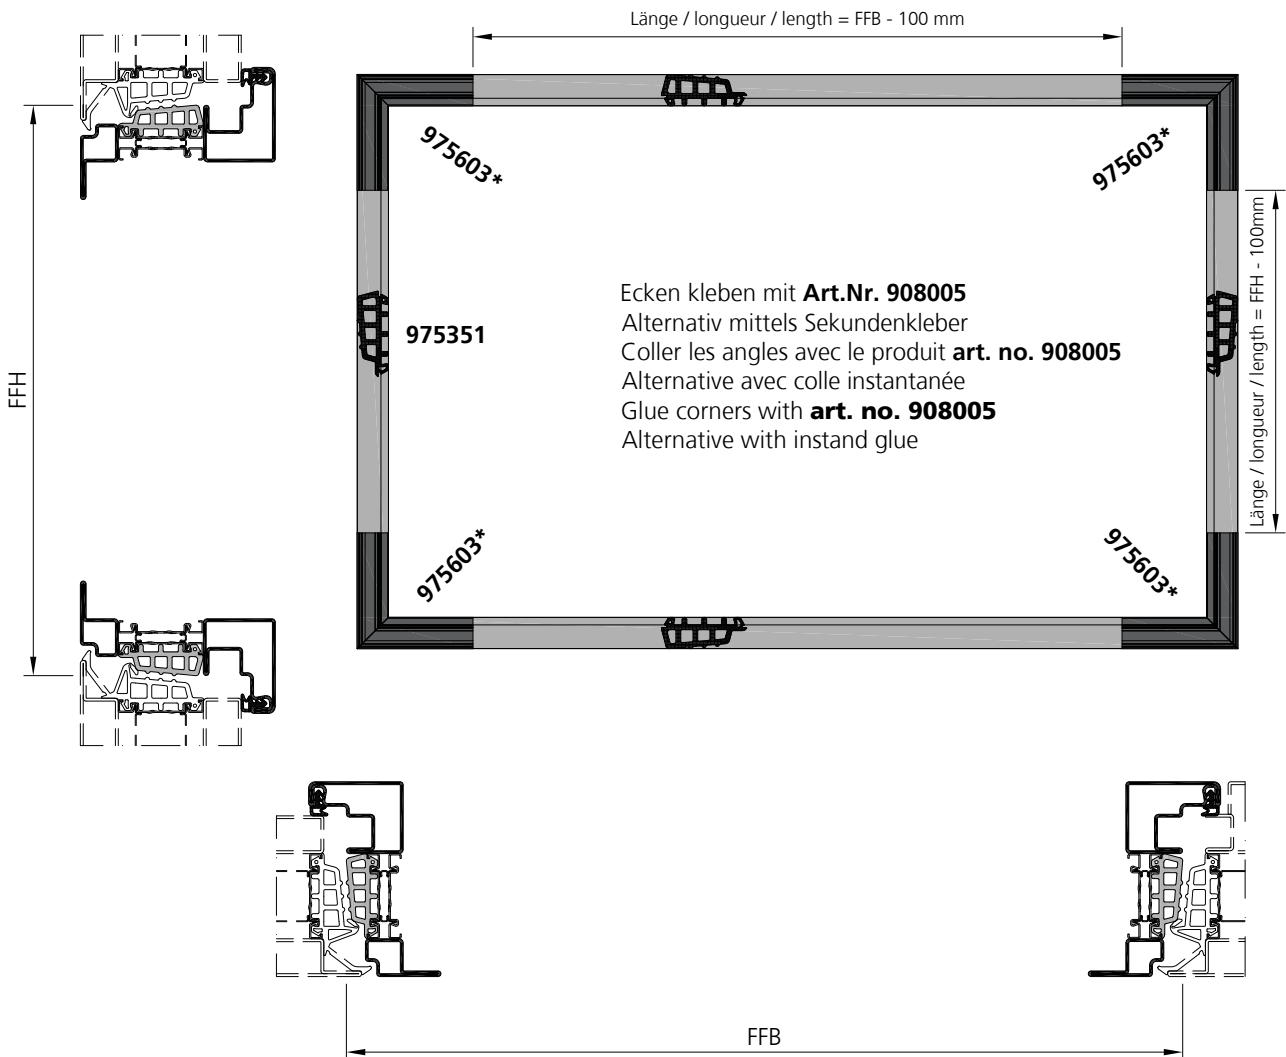 Länge / longueur / length = FFB - 100 mm
975603*
975603*
Länge / longueur / length = FFH - 100mm
Ecken kleben mit Art.Nr. 908005
Alternativ mittels Sekundenkleber
Coller les angles avec le produit art. no. 908005
Alternative avec colle instantanée
Glue corners with art. no. 908005
Alternative with instand glue
975351
FFH
975603*
975603*
FFB